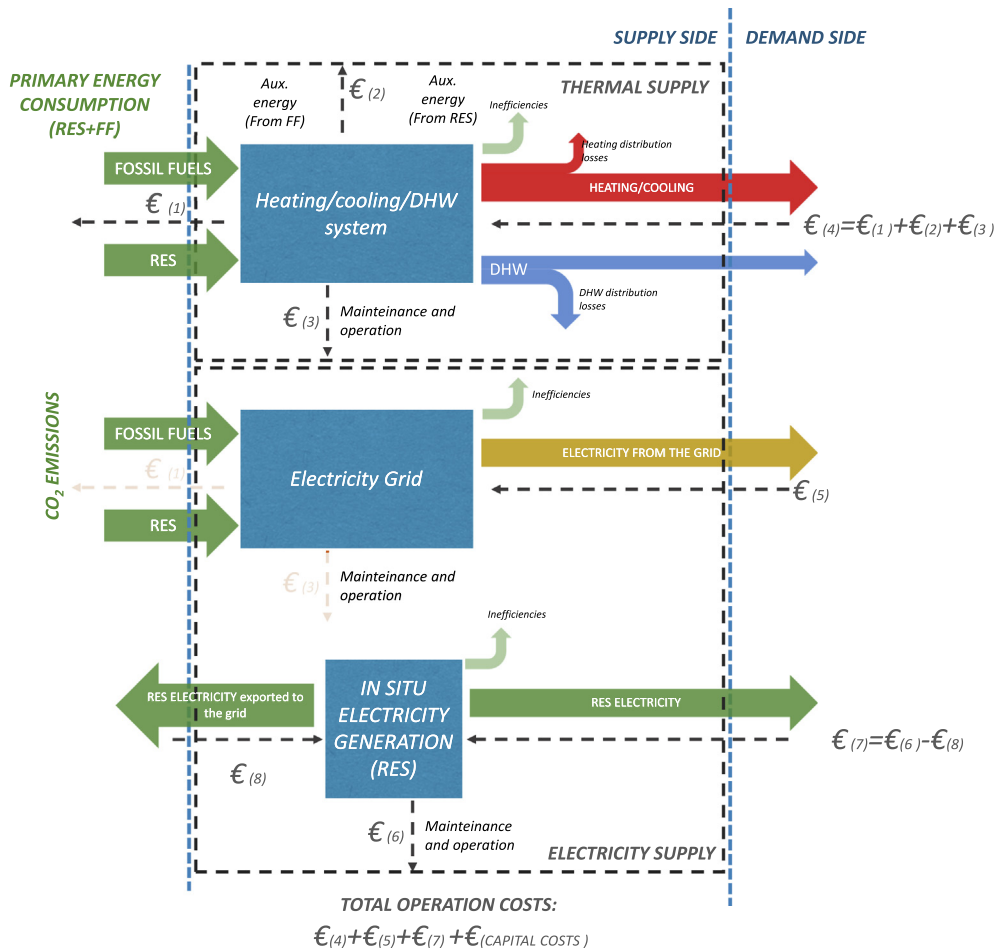 SUPPLY SIDE
DEMAND SIDE
PRIMARY ENERGY
CONSUMPTION
(RES+FF)
THERMAL SUPPLY
Aux.
energy
(From FF)
€ (2)
Aux.
energy
(From RES)
Inefficiencies
Heating distribution
losses
FOSSIL FUELS
HEATING/COOLING
€ (1)
Heating/cooling/DHW
system
€(4)=€(1 )+€(2)+€(3 )
RES
DHW
DHW distribution
losses
€ (3)
Mainteinance and
operation
Inefficiencies
CO2 EMISSIONS
FOSSIL FUELS
ELECTRICITY FROM THE GRID
€ (1)
Electricity Grid
€(5)
RES
€ (3)
Mainteinance and
operation
Inefficiencies
RES ELECTRICITY exported to
the grid
IN SITU
ELECTRICITY
GENERATION
(RES)
RES ELECTRICITY
€(7)=€(6)-€(8)
€ (8)
€ (6)
Mainteinance
and operation
ELECTRICITY SUPPLY
TOTAL OPERATION COSTS:
€(4)+€(5)+€(7) +€(CAPITAL COSTS )